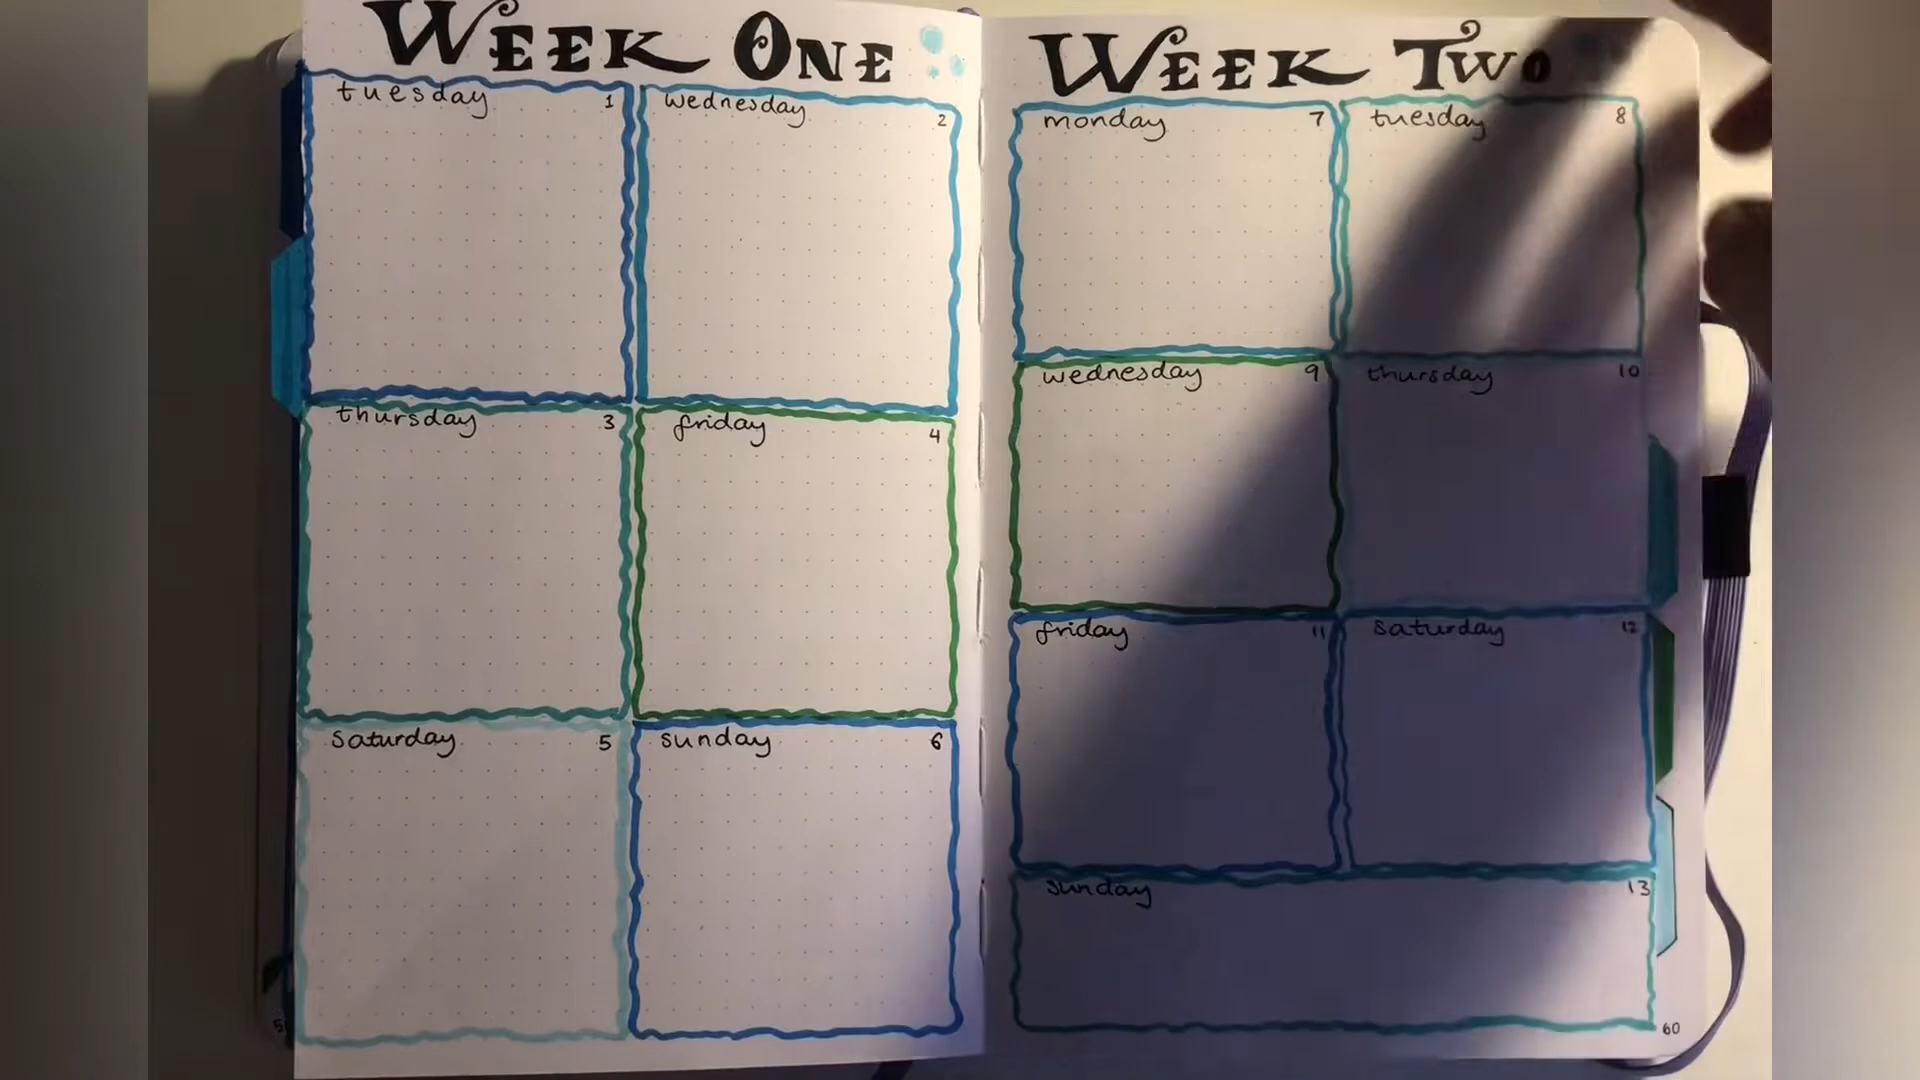 WEEK ONE
tuesday 1
wednesday 2
thursday 3
friday 4
saturday 5
sunday 6
WEEK TWO
monday 7
tuesday 8
wednesday 9
thursday 10
friday 11
saturday 12
sunday 13
60